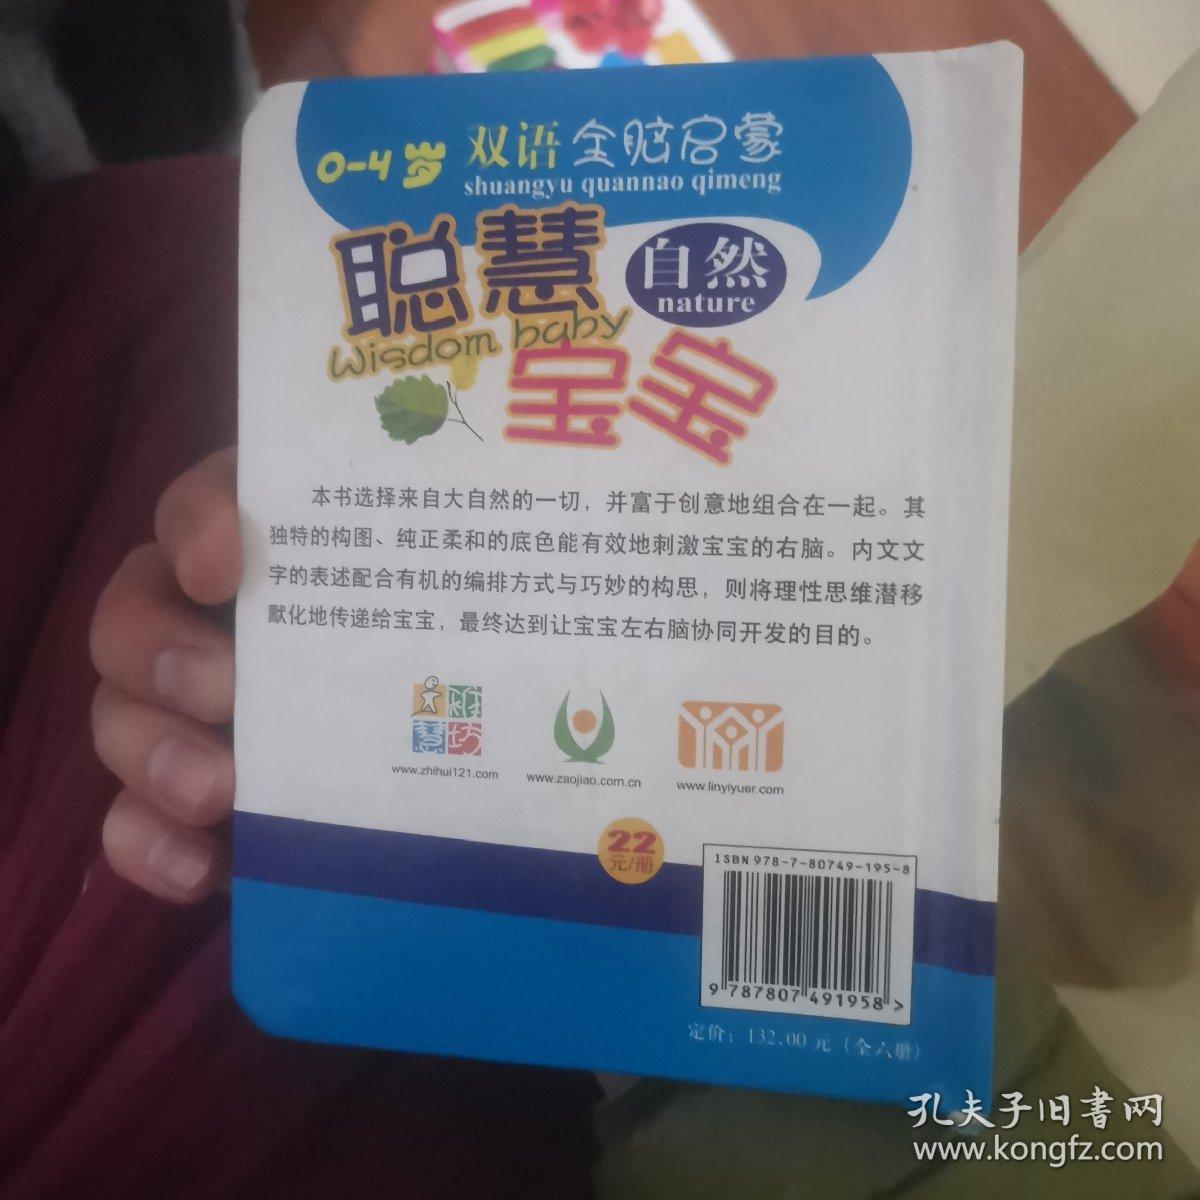 0-4岁 双语全脑启蒙
shuangyu quannao qimeng
聪慧
自然
nature
Wisdom baby
宝宝
本书选择来自大自然的一切，并富于创意地组合在一起。其
独特的构图、纯正柔和的底色能有效地刺激宝宝的右脑。内文文
字的表述配合有机的编排方式与巧妙的构思，则将理性思维潜移
默化地传递给宝宝，最终达到让宝宝左右脑协同开发的目的。
慧坊
www.zhihui121.com
www.zaojiao.com.cn
www.linyiyuer.com
22
元/册
ISBN 978-7-80749-195-8
9 787807 491958 >
定价：132.00元（全六册）
孔夫子旧書网
www.kongfz.com